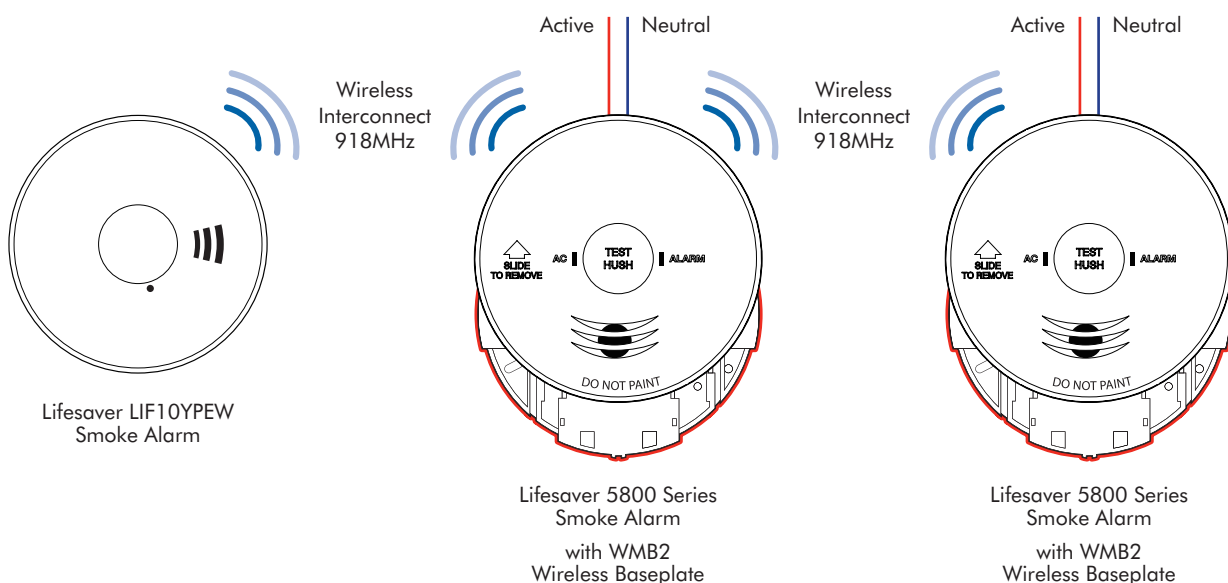 Active
Neutral
Active
Neutral
Wireless
Interconnect
918MHz
Wireless
Interconnect
918MHz
SLIDE
TO REMOVE
AC
TEST
HUSH
ALARM
DO NOT PAINT
SLIDE
TO REMOVE
AC
TEST
HUSH
ALARM
DO NOT PAINT
Lifesaver LIF10YPEW
Smoke Alarm
Lifesaver 5800 Series
Smoke Alarm
with WMB2
Wireless Baseplate
Lifesaver 5800 Series
Smoke Alarm
with WMB2
Wireless Baseplate